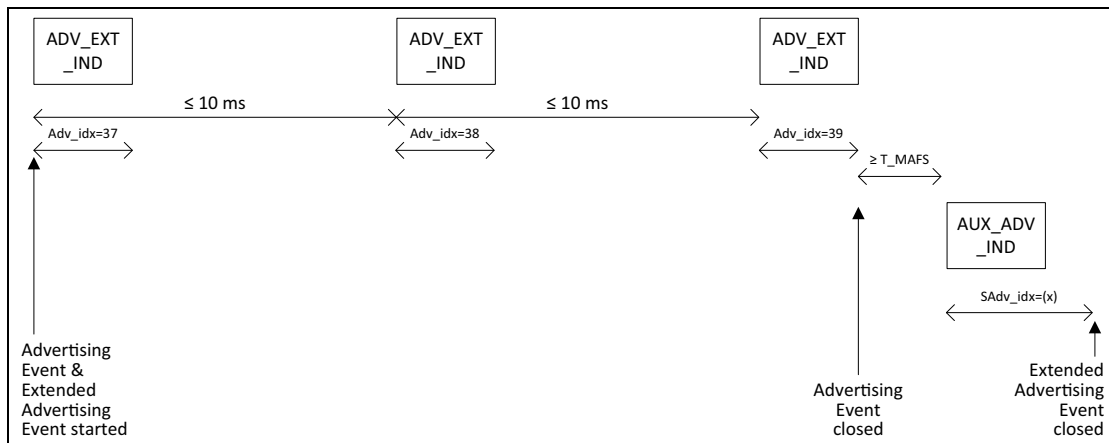 ADV_EXT
_IND
ADV_EXT
_IND
ADV_EXT
_IND
≤ 10 ms
≤ 10 ms
Adv_idx=37
Adv_idx=38
Adv_idx=39
≥ T_MAFS
AUX_ADV
_IND
SAdv_idx=(x)
Advertising
Event &
Extended
Advertising
Event started
Advertising
Event
closed
Extended
Advertising
Event
closed